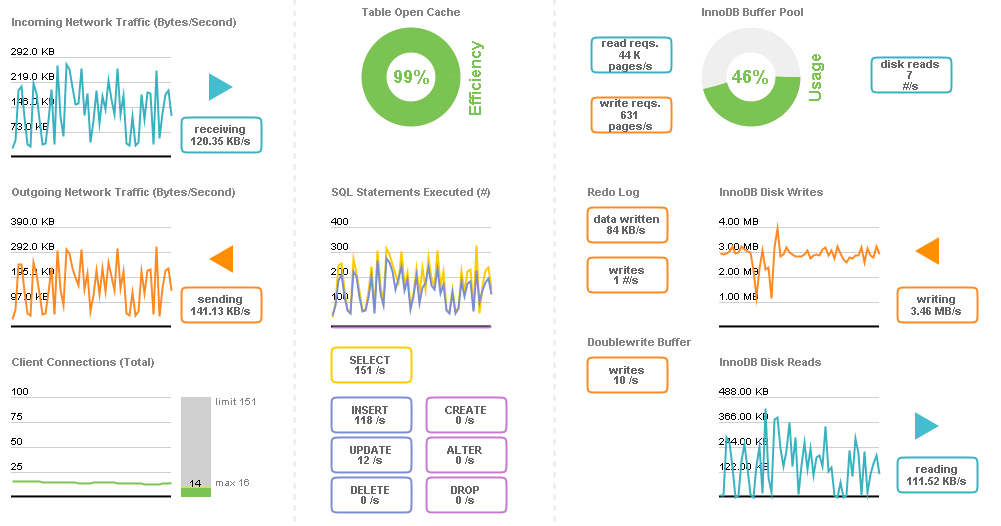 Incoming Network Traffic (Bytes/Second)
292.0 KB
219.0 KB
146.0 KB
73.0 KB
receiving
120.35 KB/s
Outgoing Network Traffic (Bytes/Second)
390.0 KB
292.0 KB
195.0 KB
97.0 KB
sending
141.13 KB/s
Client Connections (Total)
100
75
50
25
limit 151
14
max 16
Table Open Cache
99%
Efficiency
SQL Statements Executed (#)
400
300
200
100
SELECT
151 /s
INSERT
118 /s
CREATE
0 /s
UPDATE
12 /s
ALTER
0 /s
DELETE
0 /s
DROP
0 /s
InnoDB Buffer Pool
read reqs.
44 K
pages/s
write reqs.
631
pages/s
46%
Usage
disk reads
7
#/s
Redo Log
data written
84 KB/s
writes
1 #/s
Doublewrite Buffer
writes
10 /s
InnoDB Disk Writes
4.00 MB
3.00 MB
2.00 MB
1.00 MB
writing
3.46 MB/s
InnoDB Disk Reads
488.00 KB
366.00 KB
244.00 KB
122.00 KB
reading
111.52 KB/s